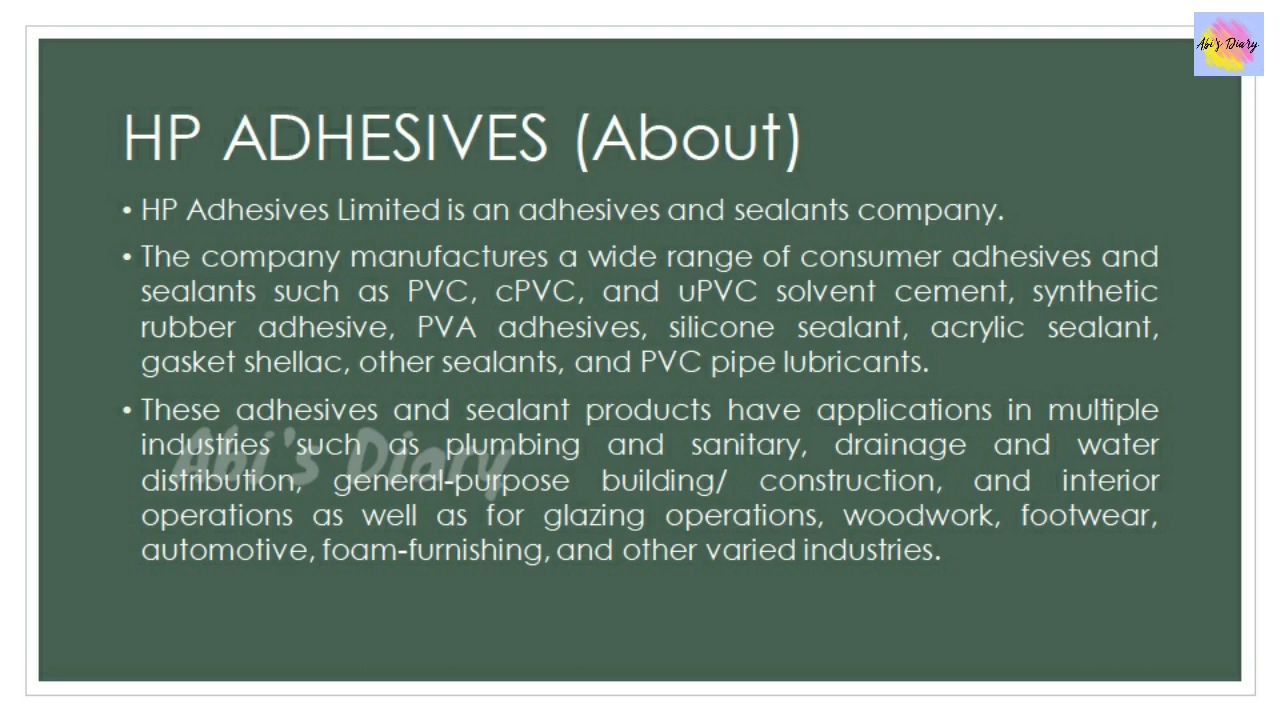 Abi's Diary
HP ADHESIVES (About)
• HP Adhesives Limited is an adhesives and sealants company.
• The company manufactures a wide range of consumer adhesives and
sealants such as PVC, cPVC, and uPVC solvent cement, synthetic
rubber adhesive, PVA adhesives, silicone sealant, acrylic sealant,
gasket shellac, other sealants, and PVC pipe lubricants.
• These adhesives and sealant products have applications in multiple
industries such as plumbing and sanitary, drainage and water
distribution, general-purpose building/ construction, and interior
operations as well as for glazing operations, woodwork, footwear,
automotive, foam-furnishing, and other varied industries.
Abi's Diary